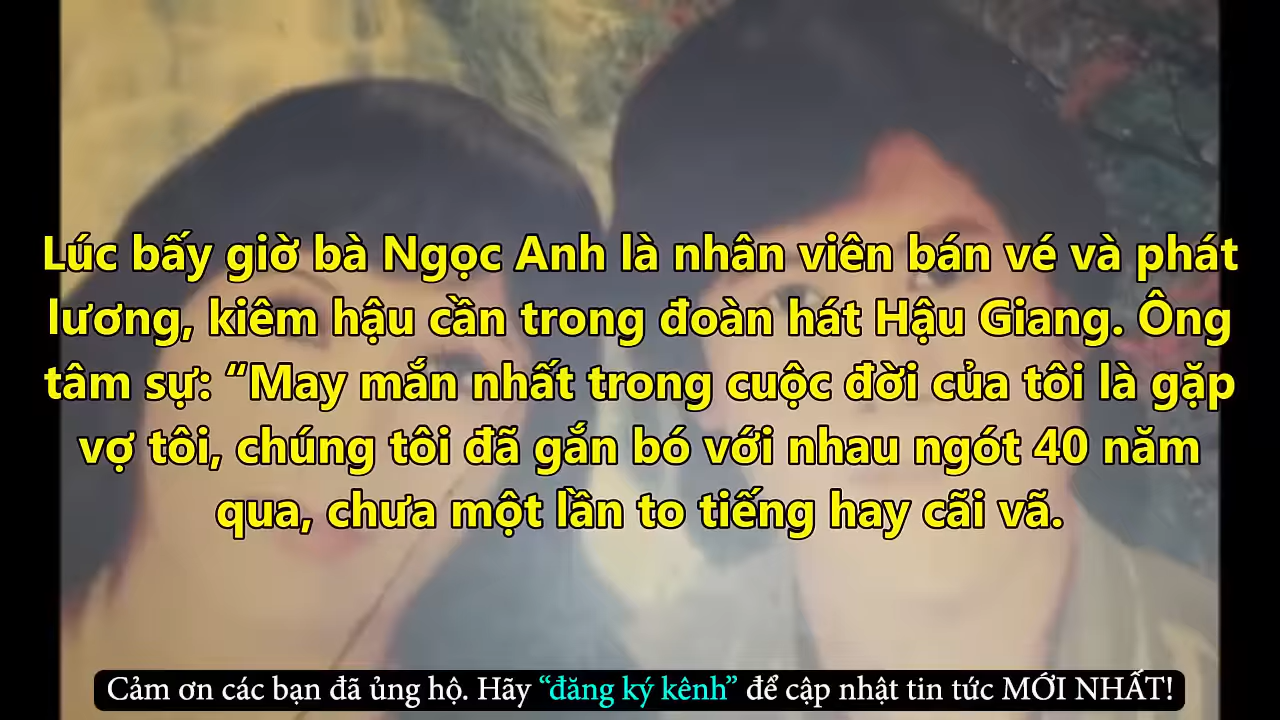 Lúc bấy giờ bà Ngọc Anh là nhân viên bán vé và phát
lương, kiêm hậu cần trong đoàn hát Hậu Giang. Ông
tâm sự: “May mắn nhất trong cuộc đời của tôi là gặp
vợ tôi, chúng tôi đã gắn bó với nhau ngót 40 năm
qua, chưa một lần to tiếng hay cãi vã.
Cảm ơn các bạn đã ủng hộ. Hãy “đăng ký kênh” để cập nhật tin tức MỚI NHẤT!